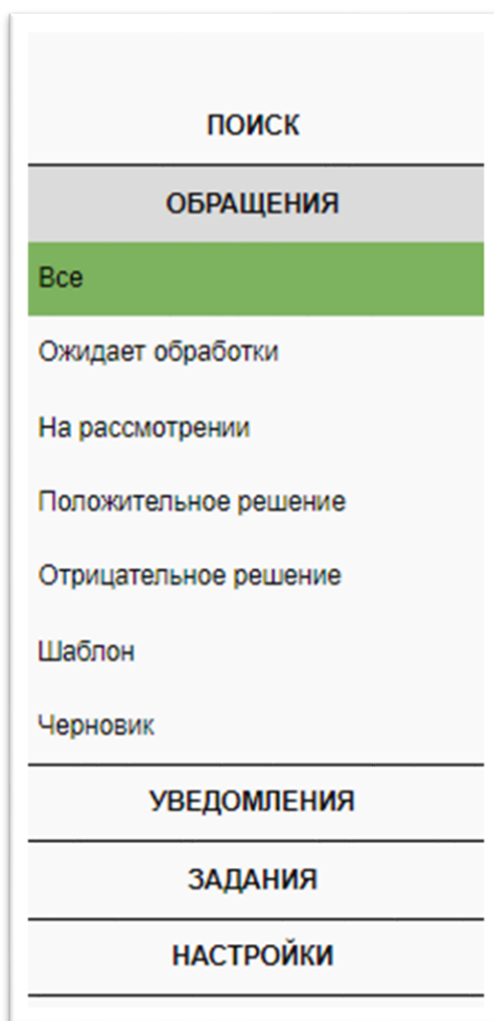 ПОИСК
ОБРАЩЕНИЯ
Все
Ожидает обработки
На рассмотрении
Положительное решение
Отрицательное решение
Шаблон
Черновик
УВЕДОМЛЕНИЯ
ЗАДАНИЯ
НАСТРОЙКИ